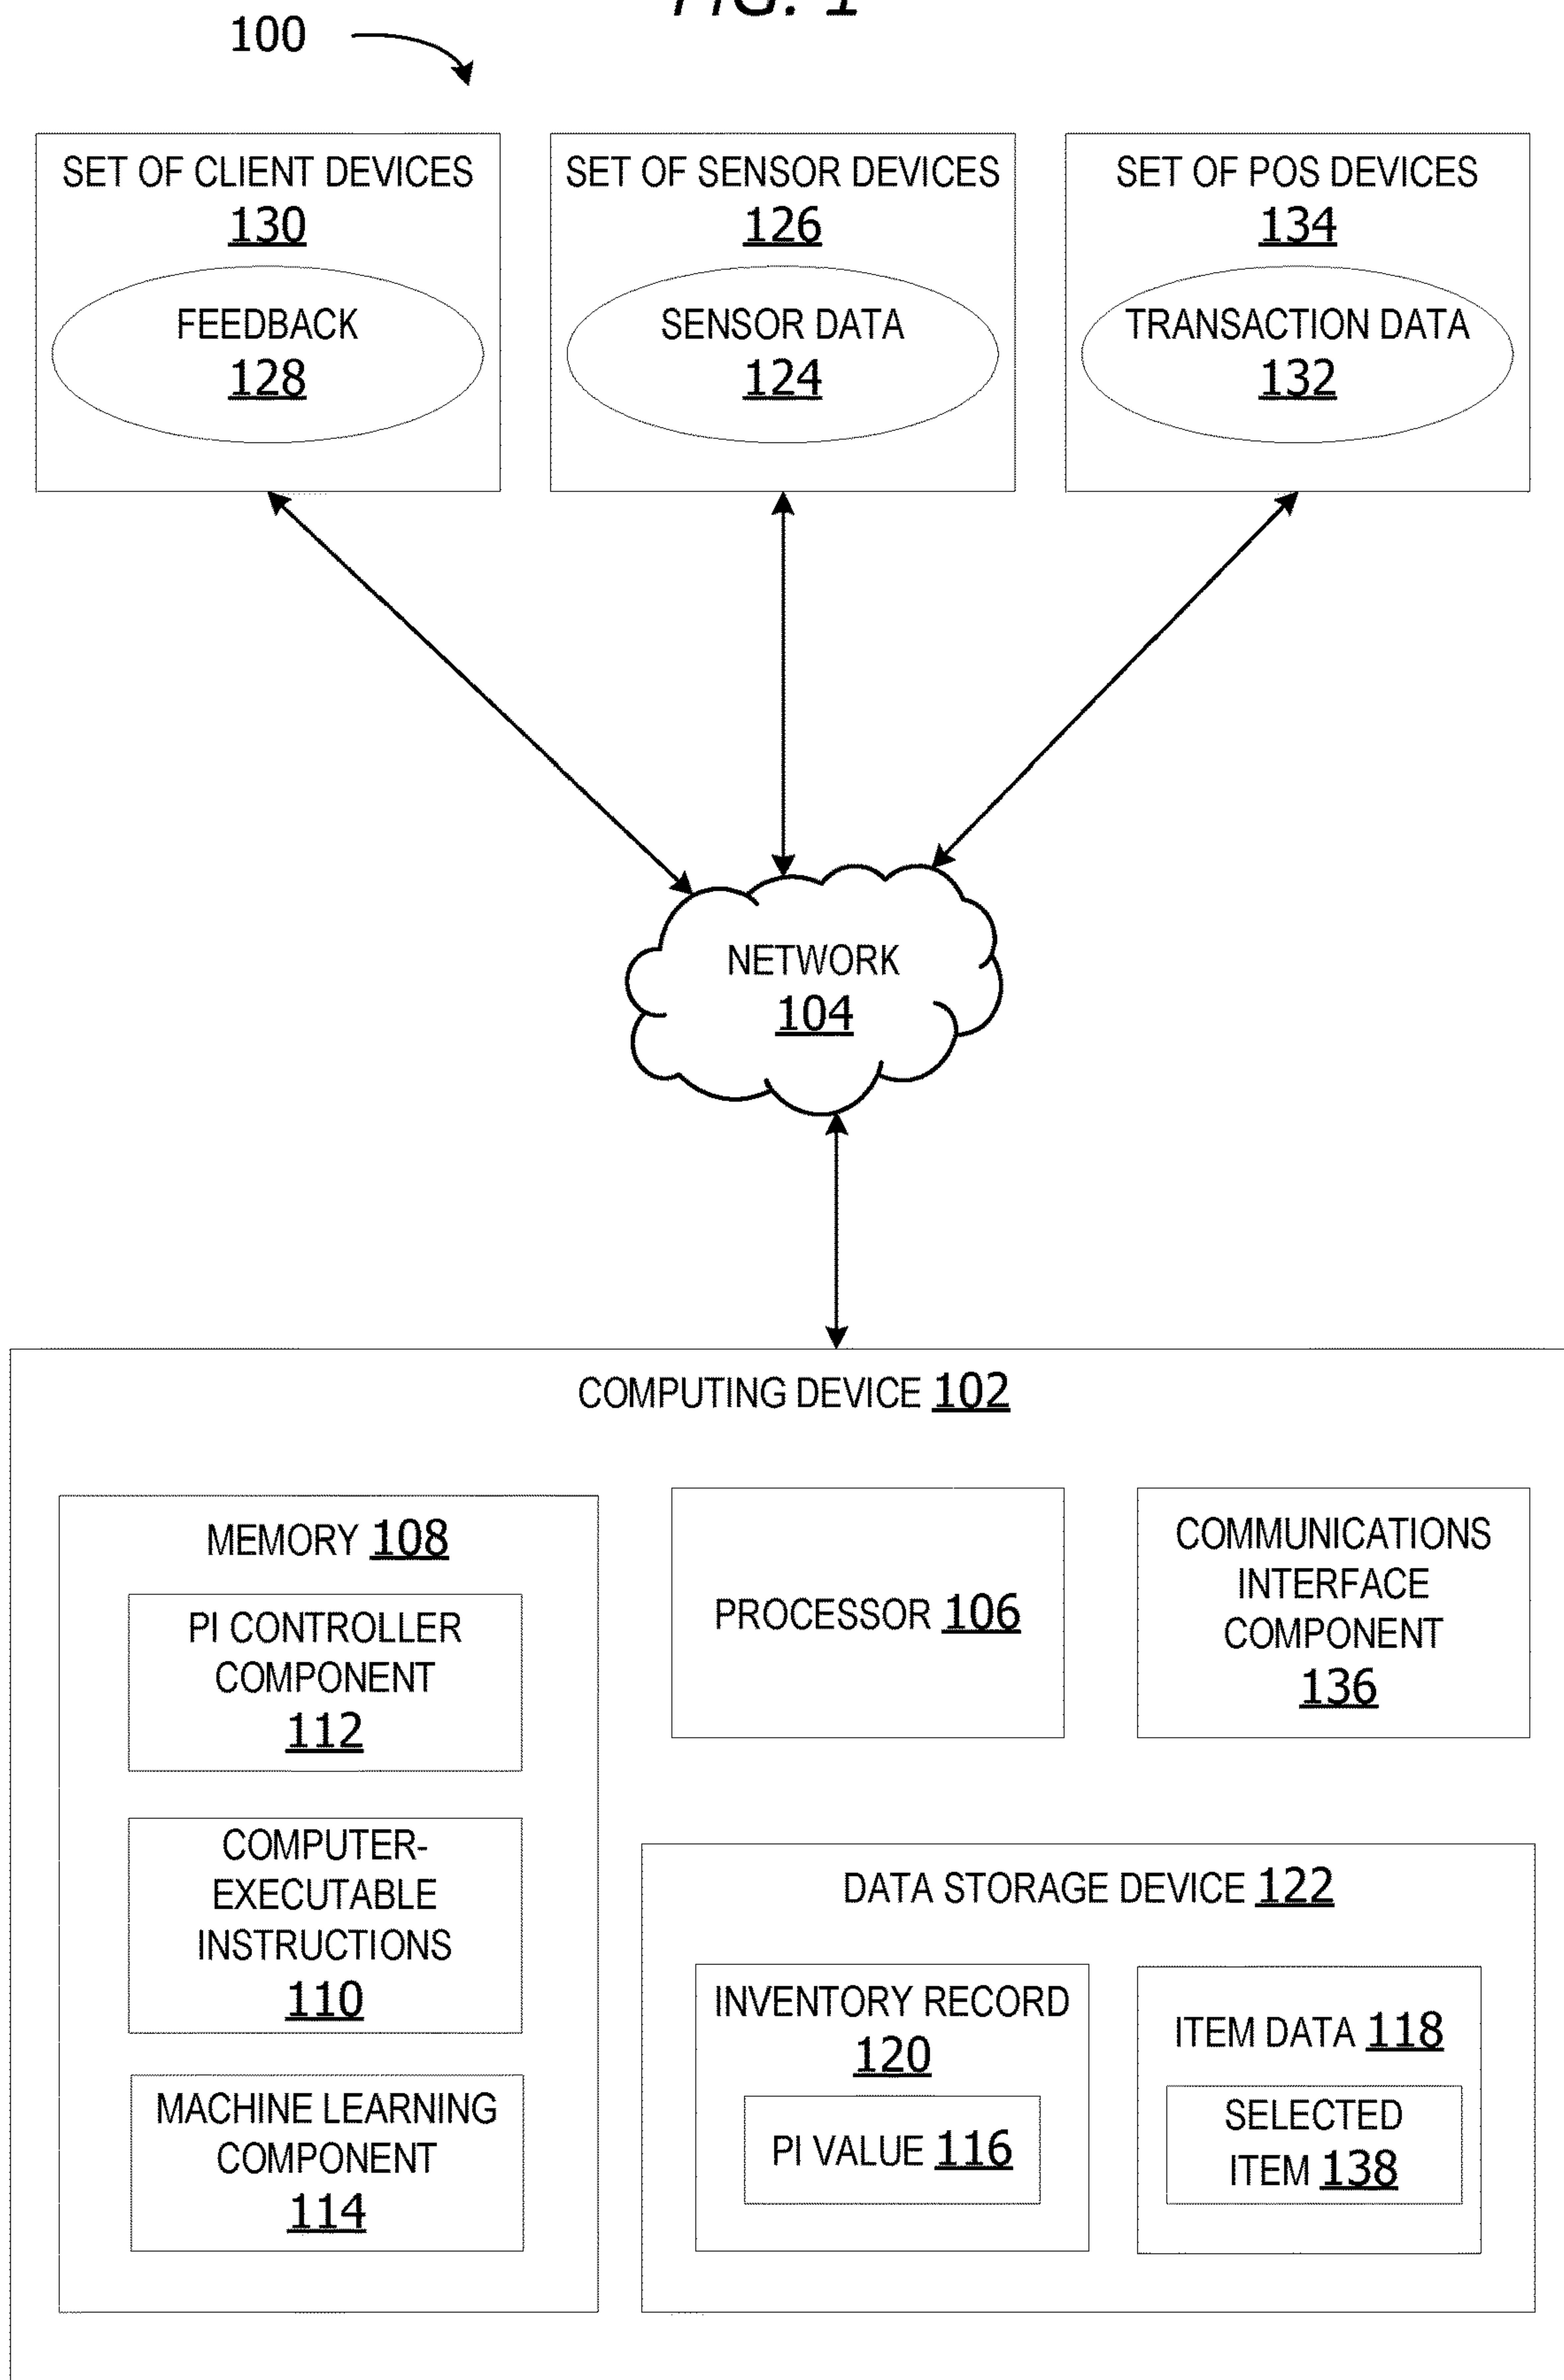 FIG. 1
100
SET OF CLIENT DEVICES
130
FEEDBACK
128
SET OF SENSOR DEVICES
126
SENSOR DATA
124
SET OF POS DEVICES
134
TRANSACTION DATA
132
NETWORK
104
COMPUTING DEVICE 102
MEMORY 108
PI CONTROLLER
COMPONENT
112
COMPUTER-
EXECUTABLE
INSTRUCTIONS
110
MACHINE LEARNING
COMPONENT
114
PROCESSOR 106
COMMUNICATIONS
INTERFACE
COMPONENT
136
DATA STORAGE DEVICE 122
INVENTORY RECORD
120
PI VALUE 116
ITEM DATA 118
SELECTED
ITEM 138